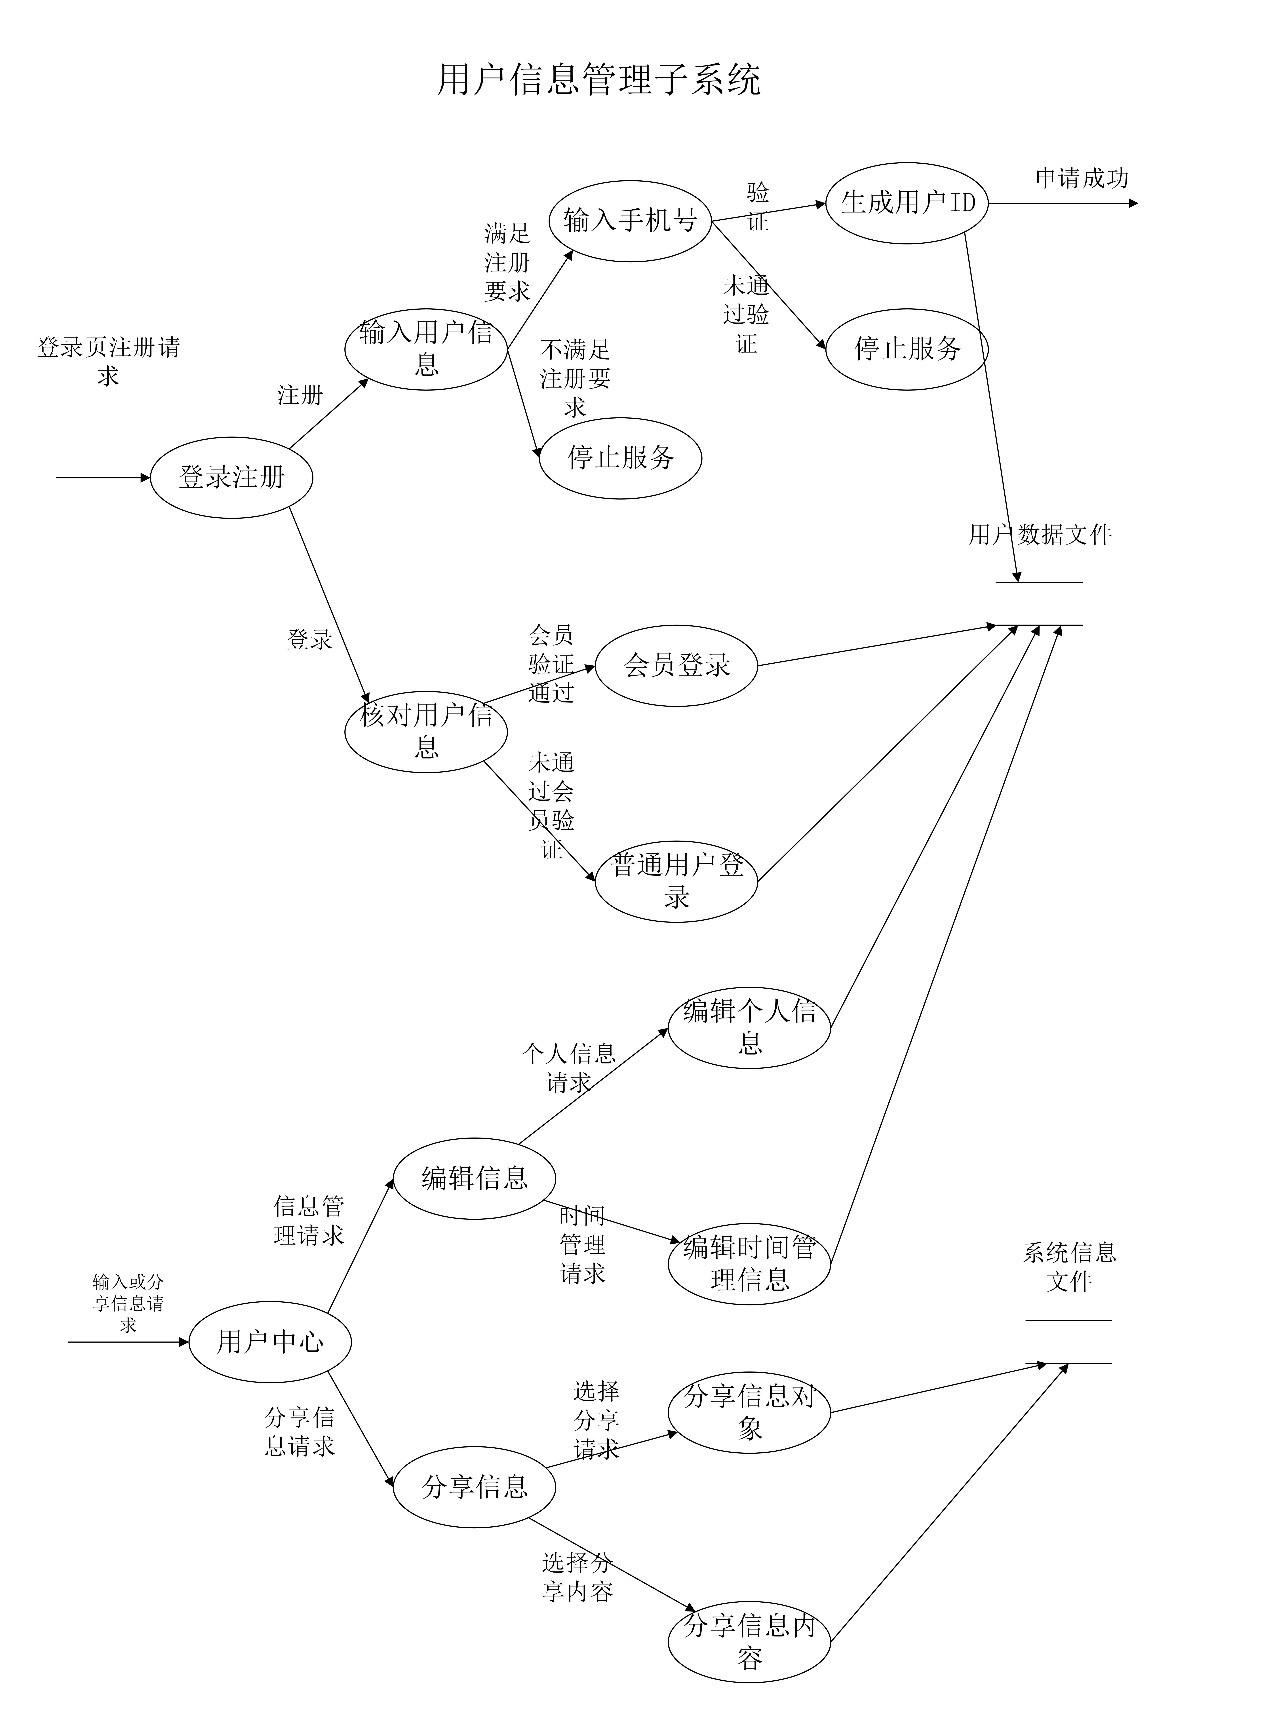 用户信息管理子系统
申请成功
验
证
生成用户ID
输入手机号
满足
注册
要求
未通
过验
证
停止服务
输入用户信
息
登录页注册请
求
不满足
注册要
求
注册
停止服务
登录注册
用户数据文件
登录
会员
验证
通过
会员登录
核对用户信
息
未通
过会
员验
证
普通用户登
录
编辑个人信
息
个人信息
请求
编辑信息
信息管
理请求
时间
管理
请求
编辑时间管
理信息
系统信息
文件
输入或分
享信息请
求
用户中心
分享信
息请求
选择
分享
请求
分享信息对
象
分享信息
选择分
享内容
分享信息内
容